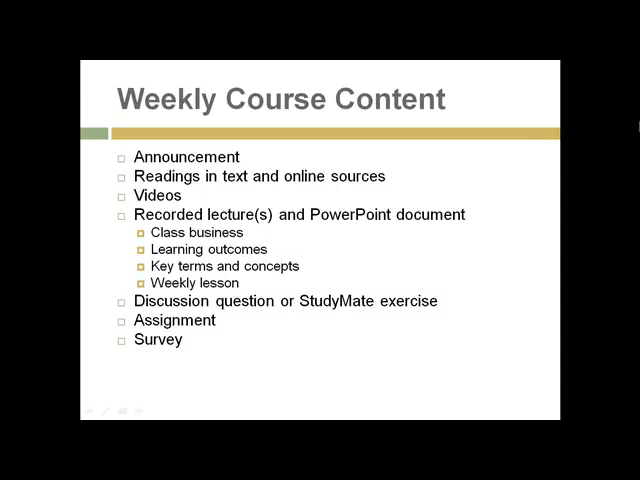 Weekly Course Content
Announcement
Readings in text and online sources
Videos
Recorded lecture(s) and PowerPoint document
Class business
Learning outcomes
Key terms and concepts
Weekly lesson
Discussion question or StudyMate exercise
Assignment
Survey